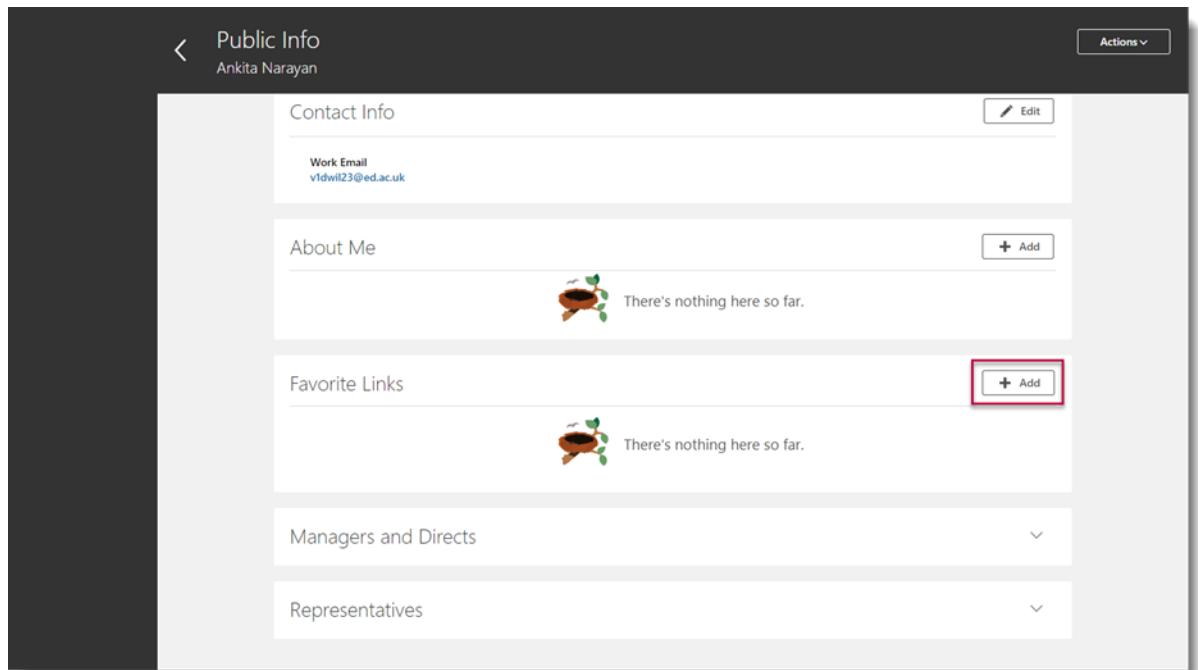 Public Info
Ankita Narayan
Actions
Contact Info
Edit
Work Email
v1dwil23@ed.ac.uk
About Me
Add
There's nothing here so far.
Favorite Links
Add
There's nothing here so far.
Managers and Directs
Representatives